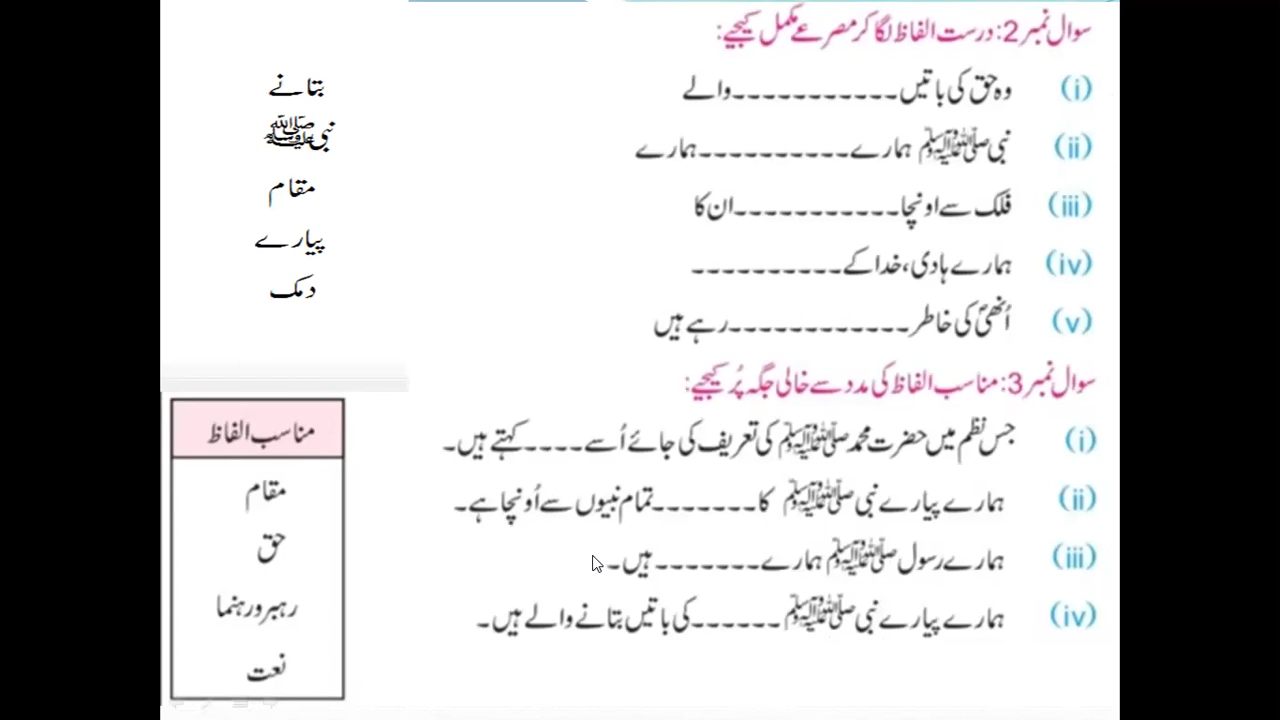 سوال نمبر 2: درست الفاظ لگا کر مصرعے مکمل کیجیے:
(i) وہ حق کی باتیں ------------ والے
(ii) نبی ﷺ ہمارے ----------- ہمارے
(iii) فلک سے اونچا ------------ ان کا
(iv) ہمارے ہادی، خدا کے -----------
(v) اُنھیؐ کی خاطر ------------- رہے ہیں
بتانے
نبی ﷺ
مقام
پیارے
دمک
سوال نمبر 3: مناسب الفاظ کی مدد سے خالی جگہ پُر کیجیے:
(i) جس نظم میں حضرت محمد ﷺ کی تعریف کی جائے اُسے ---- کہتے ہیں۔
(ii) ہمارے پیارے نبی ﷺ کا ------- تمام نبیوں سے اُونچا ہے۔
(iii) ہمارے رسول ﷺ ہمارے ------- ہیں۔
(iv) ہمارے پیارے نبی ﷺ ------ کی باتیں بتانے والے ہیں۔
مناسب الفاظ
مقام
حق
رہبر و رہنما
نعت